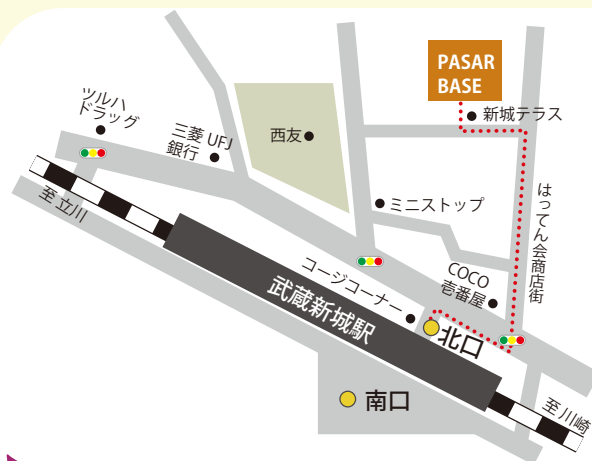 PASAR
BASE
新城テラス
ツルハ
ドラッグ
三菱 UFJ
銀行
西友
ミニストップ
はってん会商店街
至 立川
コージコーナー
COCO
壱番屋
武蔵新城駅
北口
南口
至 川崎